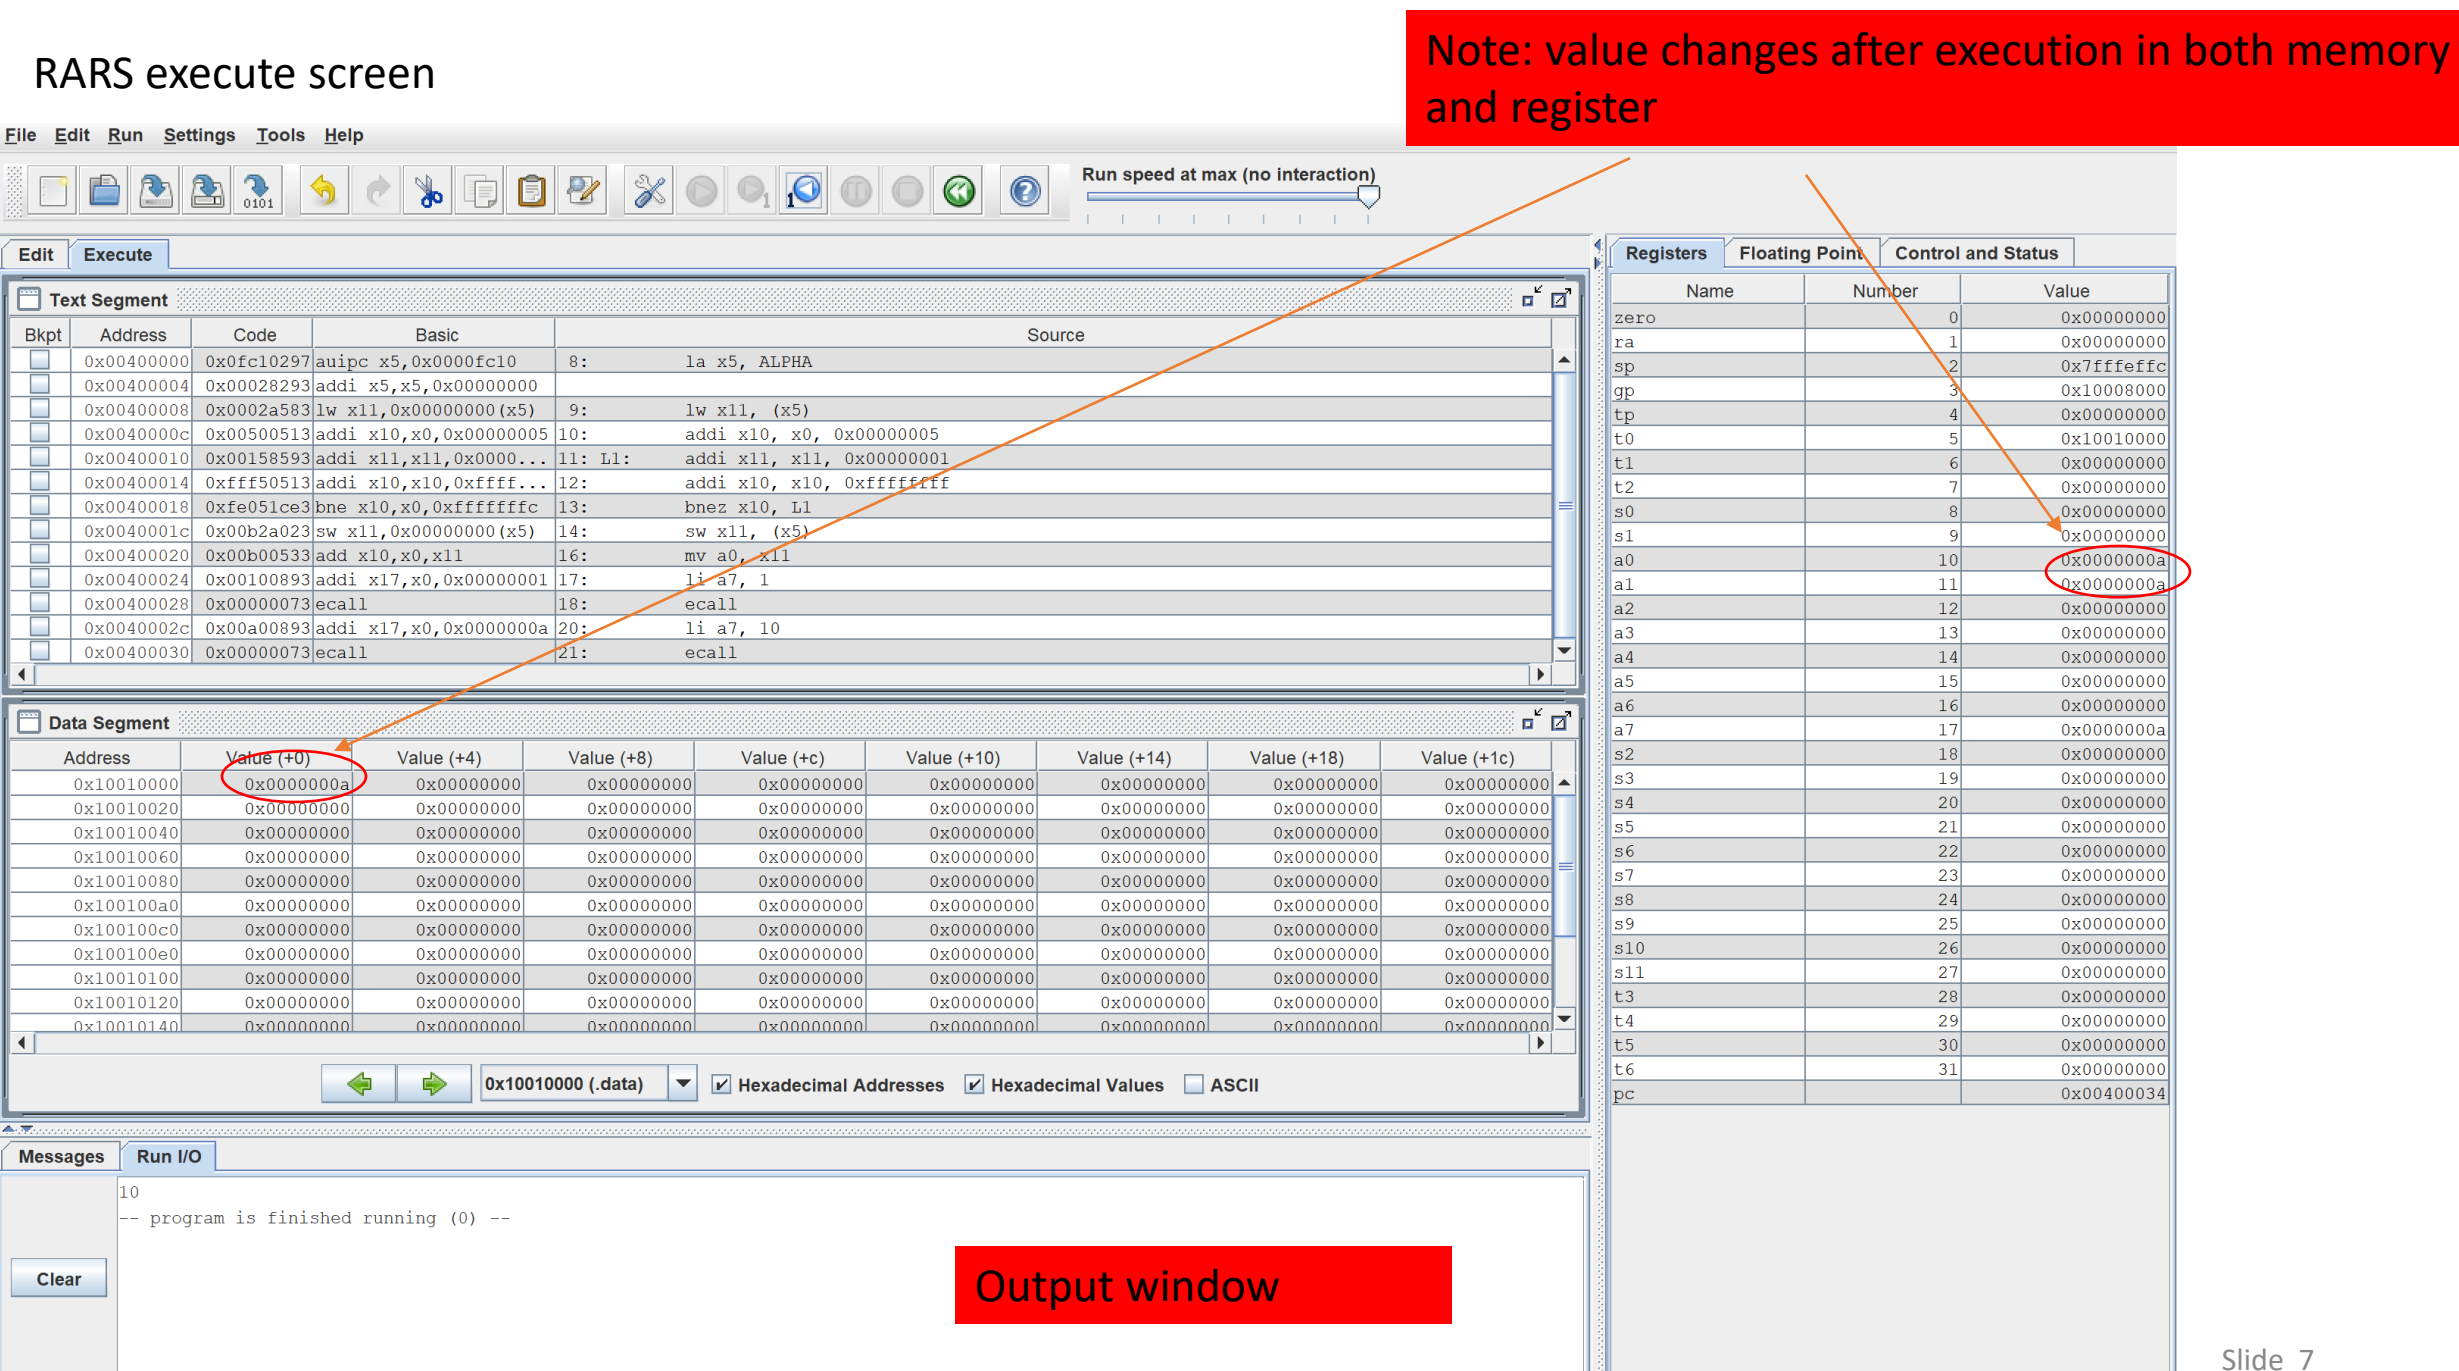 RARS execute screen
Note: value changes after execution in both memory
and register
File Edit Run Settings Tools Help
0101
1
1
Run speed at max (no interaction)
Edit Execute
Text Segment
Bkpt Address Code Basic Source
0x00400000 0x0fc10297 auipc x5,0x0000fc10 8: la x5, ALPHA
0x00400004 0x00028293 addi x5,x5,0x00000000
0x00400008 0x0002a583 lw x11,0x00000000(x5) 9: lw x11, (x5)
0x0040000c 0x00500513 addi x10,x0,0x00000005 10: addi x10, x0, 0x00000005
0x00400010 0x00158593 addi x11,x11,0x0000... 11: L1: addi x11, x11, 0x00000001
0x00400014 0xfff50513 addi x10,x10,0xffff... 12: addi x10, x10, 0xffffffff
0x00400018 0xfe051ce3 bne x10,x0,0xfffffffc 13: bnez x10, L1
0x0040001c 0x00b2a023 sw x11,0x00000000(x5) 14: sw x11, (x5)
0x00400020 0x00b00533 add x10,x0,x11 16: mv a0, x11
0x00400024 0x00100893 addi x17,x0,0x00000001 17: li a7, 1
0x00400028 0x00000073 ecall 18: ecall
0x0040002c 0x00a00893 addi x17,x0,0x0000000a 20: li a7, 10
0x00400030 0x00000073 ecall 21: ecall
Data Segment
Address Value (+0) Value (+4) Value (+8) Value (+c) Value (+10) Value (+14) Value (+18) Value (+1c)
0x10010000 0x0000000a 0x00000000 0x00000000 0x00000000 0x00000000 0x00000000 0x00000000 0x00000000
0x10010020 0x00000000 0x00000000 0x00000000 0x00000000 0x00000000 0x00000000 0x00000000 0x00000000
0x10010040 0x00000000 0x00000000 0x00000000 0x00000000 0x00000000 0x00000000 0x00000000 0x00000000
0x10010060 0x00000000 0x00000000 0x00000000 0x00000000 0x00000000 0x00000000 0x00000000 0x00000000
0x10010080 0x00000000 0x00000000 0x00000000 0x00000000 0x00000000 0x00000000 0x00000000 0x00000000
0x100100a0 0x00000000 0x00000000 0x00000000 0x00000000 0x00000000 0x00000000 0x00000000 0x00000000
0x100100c0 0x00000000 0x00000000 0x00000000 0x00000000 0x00000000 0x00000000 0x00000000 0x00000000
0x100100e0 0x00000000 0x00000000 0x00000000 0x00000000 0x00000000 0x00000000 0x00000000 0x00000000
0x10010100 0x00000000 0x00000000 0x00000000 0x00000000 0x00000000 0x00000000 0x00000000 0x00000000
0x10010120 0x00000000 0x00000000 0x00000000 0x00000000 0x00000000 0x00000000 0x00000000 0x00000000
0x10010140 0x00000000 0x00000000 0x00000000 0x00000000 0x00000000 0x00000000 0x00000000 0x00000000
0x10010000 (.data) Hexadecimal Addresses Hexadecimal Values ASCII
Messages Run I/O
10
-- program is finished running (0) --
Clear
Output window
Registers Floating Point Control and Status
Name Number Value
zero 0 0x00000000
ra 1 0x00000000
sp 2 0x7fffeffc
gp 3 0x10008000
tp 4 0x00000000
t0 5 0x10010000
t1 6 0x00000000
t2 7 0x00000000
s0 8 0x00000000
s1 9 0x00000000
a0 10 0x0000000a
a1 11 0x0000000a
a2 12 0x00000000
a3 13 0x00000000
a4 14 0x00000000
a5 15 0x00000000
a6 16 0x00000000
a7 17 0x0000000a
s2 18 0x00000000
s3 19 0x00000000
s4 20 0x00000000
s5 21 0x00000000
s6 22 0x00000000
s7 23 0x00000000
s8 24 0x00000000
s9 25 0x00000000
s10 26 0x00000000
s11 27 0x00000000
t3 28 0x00000000
t4 29 0x00000000
t5 30 0x00000000
t6 31 0x00000000
pc 0x00400034
Slide 7